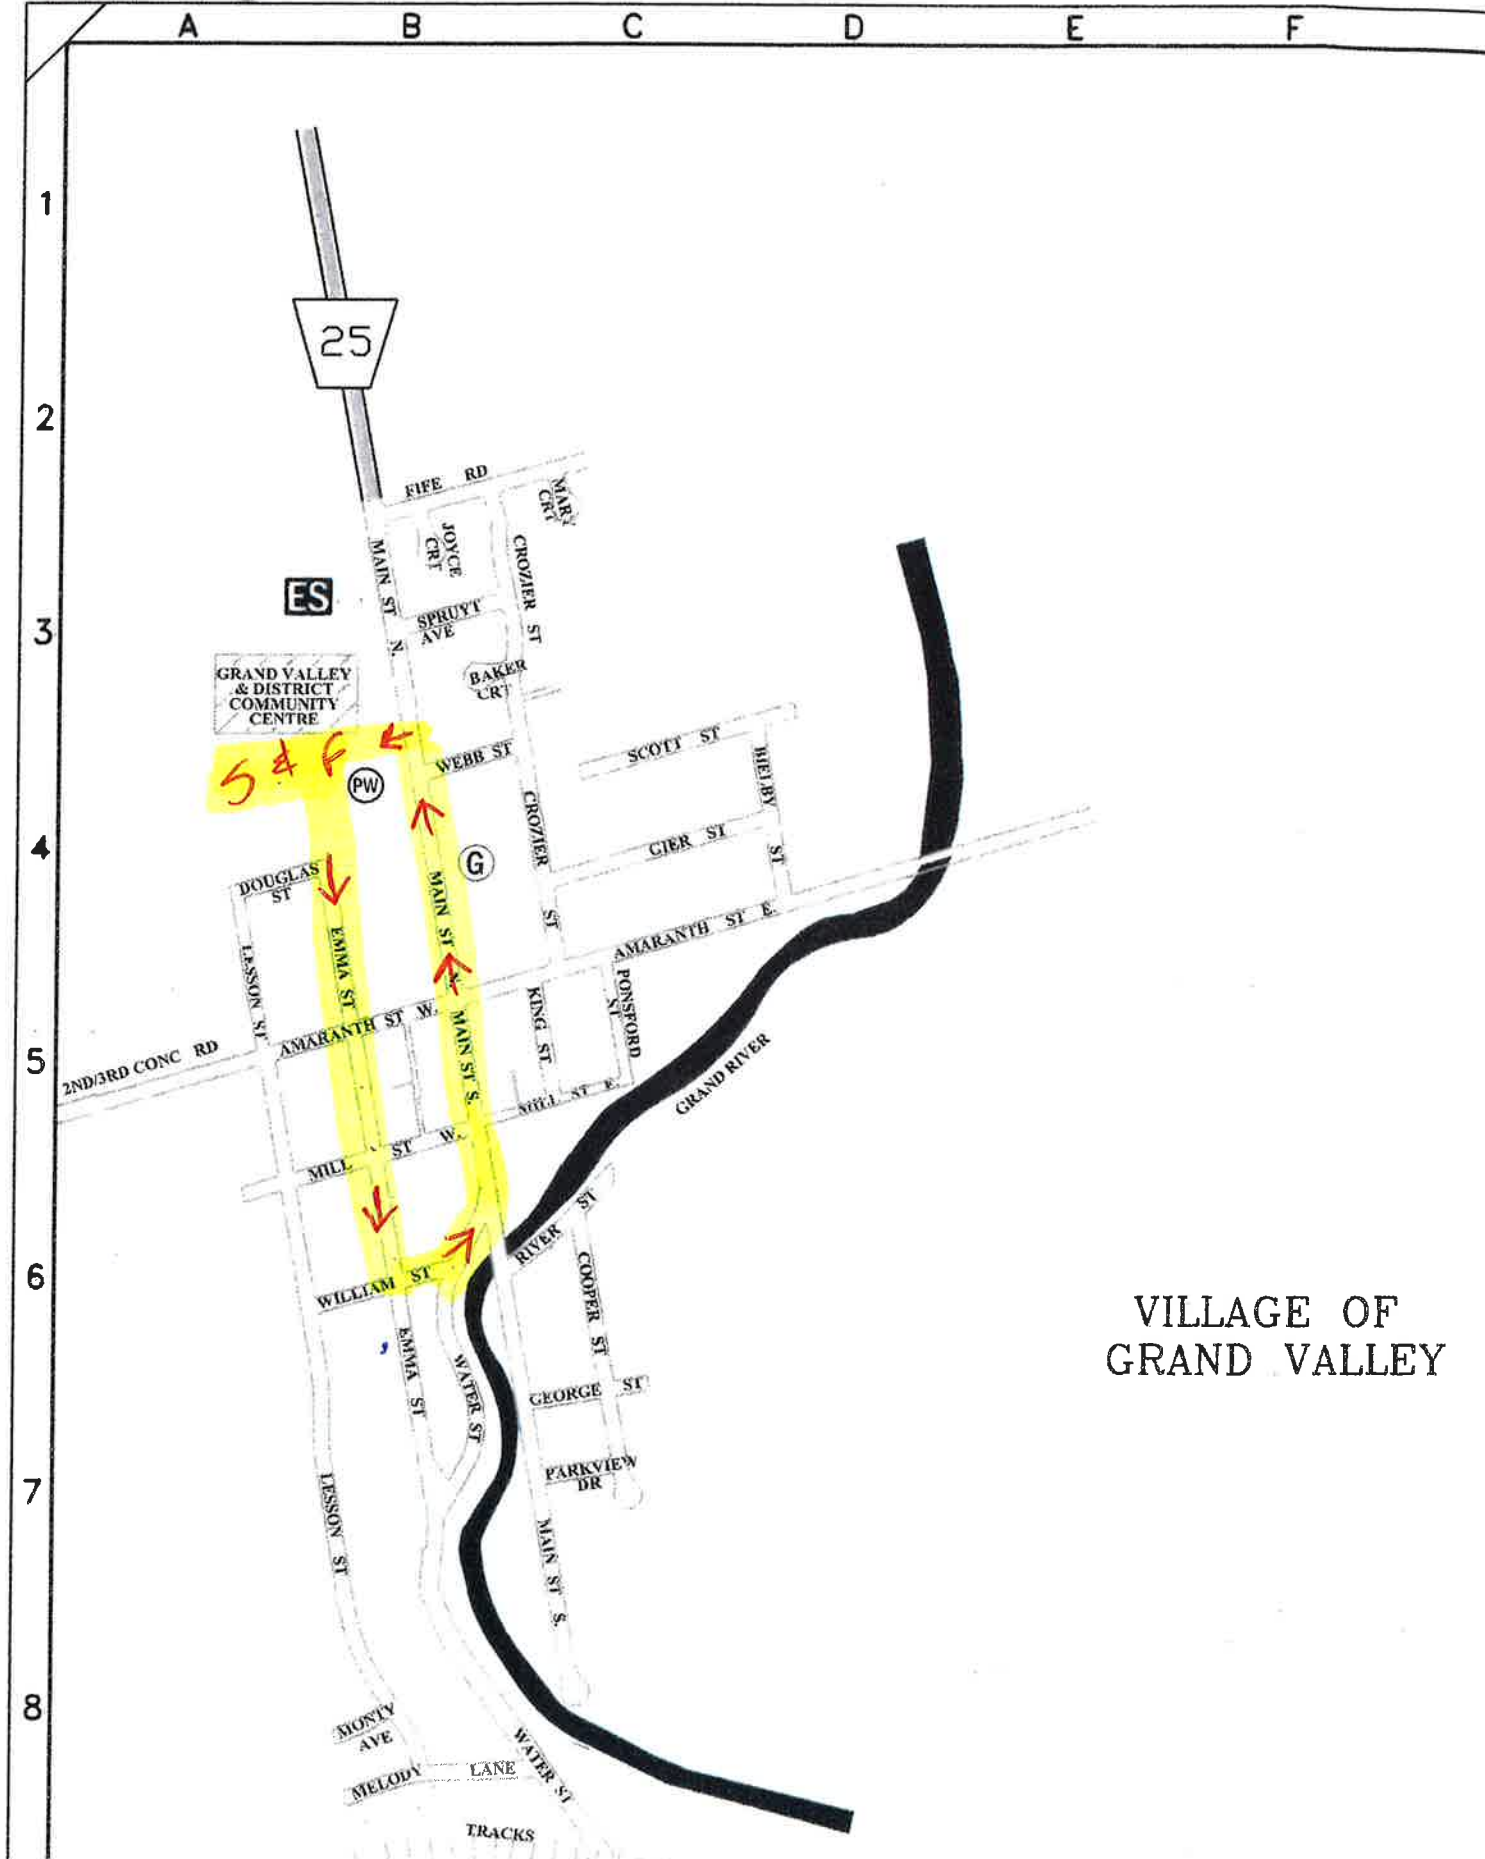 A B C D E F
1
25
2
FIFE RD
MARY
CRT
JOYCE
CRT
CROZIER ST
MAIN ST N.
ES
3
SPRUYT
AVE
BAKER
CRT
GRAND VALLEY
& DISTRICT
COMMUNITY
CENTRE
S & F
PW
WEBB ST
SCOTT ST
BIELBY ST
CROZIER ST
4
G
GIER ST
DOUGLAS
ST
MAIN ST N.
EMMA ST
LESSON ST
AMARANTH ST E.
AMARANTH ST W.
MAIN ST S.
KING ST
PONSFORD
ST
5
2ND/3RD CONC RD
GRAND RIVER
MILL ST E.
MILL ST W.
RIVER ST
6
WILLIAM ST
COOPER ST
VILLAGE OF
GRAND VALLEY
EMMA ST
WATER ST
GEORGE ST
7
PARKVIEW
DR
LESSON ST
MAIN ST S.
8
MONTY
AVE
MELODY LANE
WATER ST
TRACKS